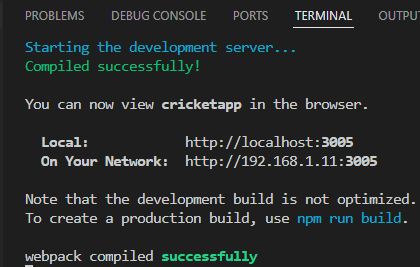 PROBLEMS DEBUG CONSOLE PORTS TERMINAL OUTPU
Starting the development server...
Compiled successfully!
You can now view cricketapp in the browser.
Local: http://localhost:3005
On Your Network: http://192.168.1.11:3005
Note that the development build is not optimized.
To create a production build, use npm run build.
webpack compiled successfully